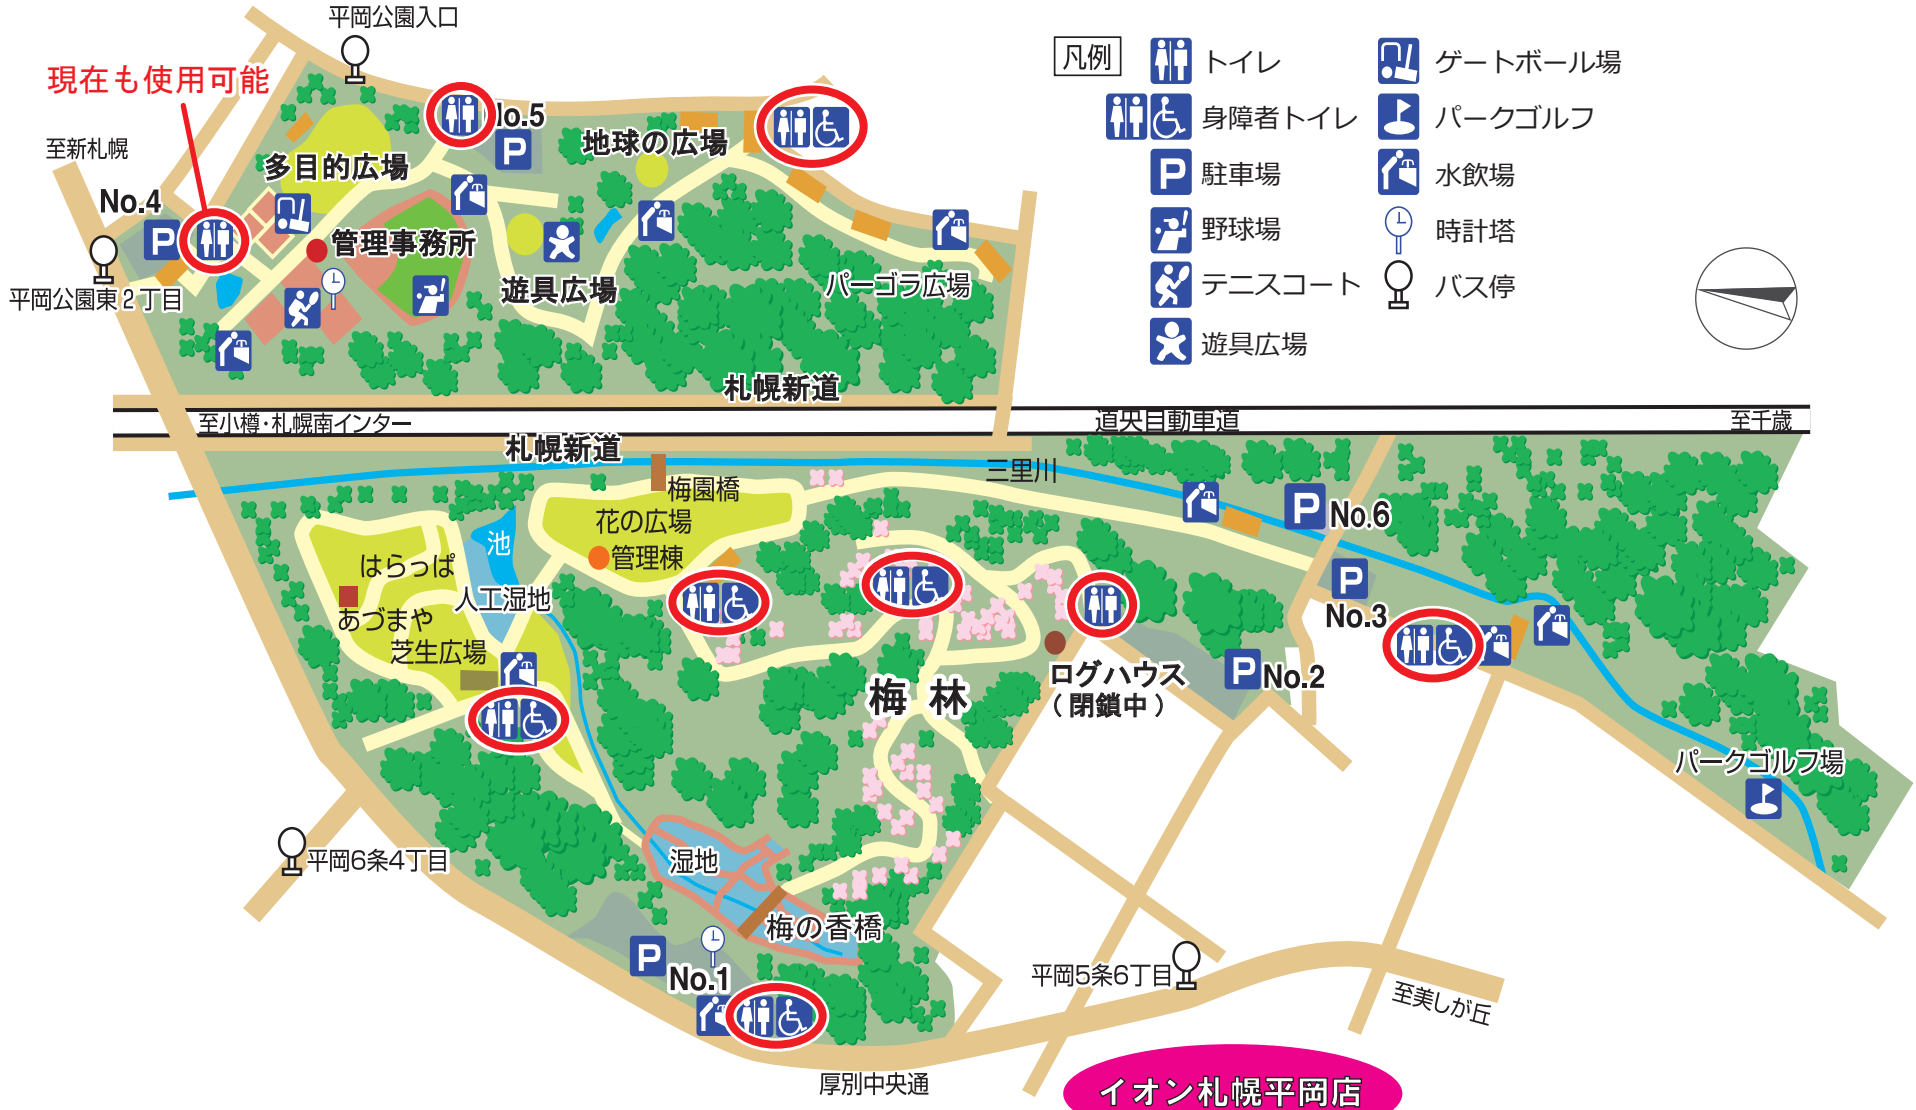 平岡公園入口
現在も使用可能
至新札幌
No.5
P
地球の広場
多目的広場
No.4
P
管理事務所
平岡公園東2丁目
遊具広場
パーゴラ広場
凡例
トイレ
ゲートボール場
身障者トイレ
パークゴルフ
P
駐車場
水飲場
野球場
時計塔
テニスコート
バス停
遊具広場
札幌新道
至小樽・札幌南インター
道央自動車道
至千歳
札幌新道
三里川
梅園橋
花の広場
P
No.6
池
管理棟
はらっぱ
人工湿地
あづまや
芝生広場
P
No.3
梅林
ログハウス
(閉鎖中)
P
No.2
パークゴルフ場
平岡6条4丁目
湿地
梅の香橋
P
No.1
平岡5条6丁目
至美しが丘
厚別中央通
イオン札幌平岡店